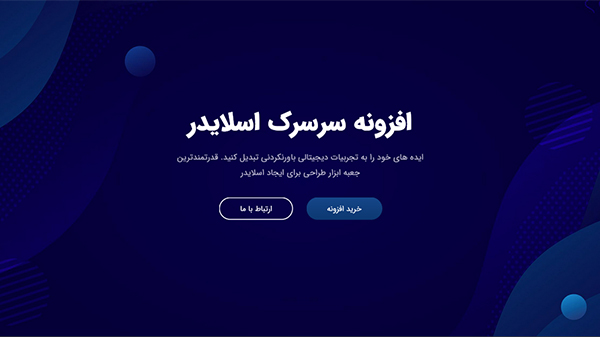 افزونه سرسرک اسلایدر
ایده های خود را به تجربیات دیجیتالی باورنکردنی تبدیل کنید. قدرتمندترین
جعبه ابزار طراحی برای ایجاد اسلایدر
خرید افزونه
ارتباط با ما